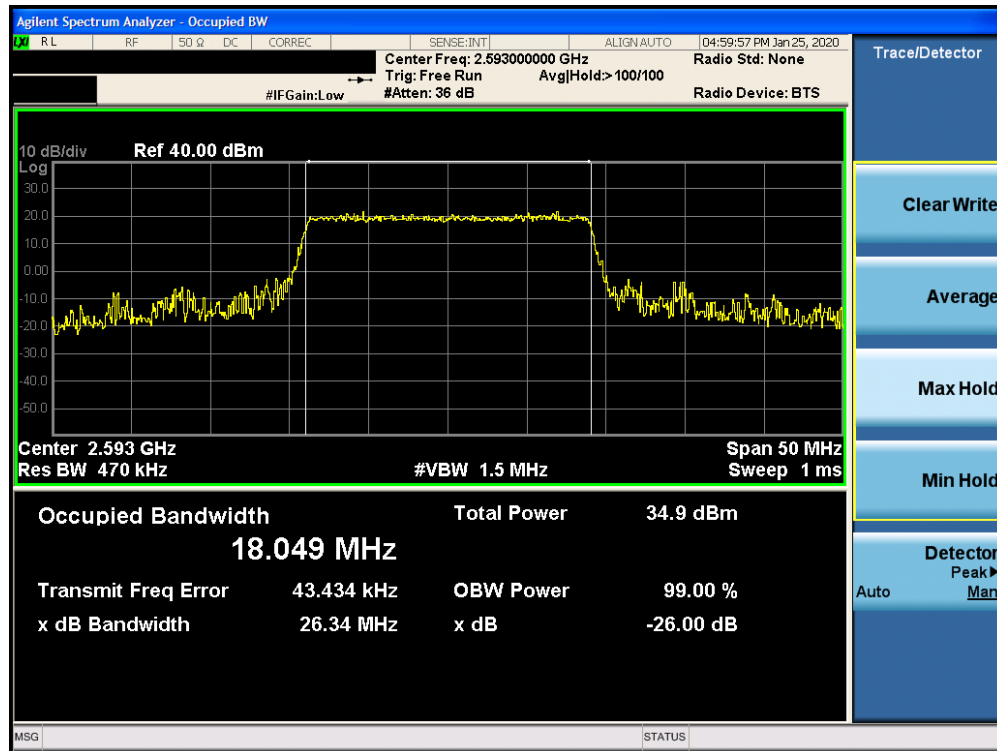 Agilent Spectrum Analyzer - Occupied BW
LXI RL RF 50 Ω DC CORREC SENSE:INT ALIGN AUTO 04:59:57 PM Jan 25, 2020
Center Freq: 2.593000000 GHz Radio Std: None
Trig: Free Run Avg|Hold:> 100/100
#IFGain:Low #Atten: 36 dB Radio Device: BTS
Trace/Detector
10 dB/div Ref 40.00 dBm
Log
30.0
20.0
10.0
0.00
-10.0
-20.0
-30.0
-40.0
-50.0
Center 2.593 GHz Span 50 MHz
Res BW 470 kHz #VBW 1.5 MHz Sweep 1 ms
Occupied Bandwidth Total Power 34.9 dBm
18.049 MHz
Transmit Freq Error 43.434 kHz OBW Power 99.00 %
x dB Bandwidth 26.34 MHz x dB -26.00 dB
Clear Write
Average
Max Hold
Min Hold
Detector
Peak▶
Auto Man
MSG STATUS